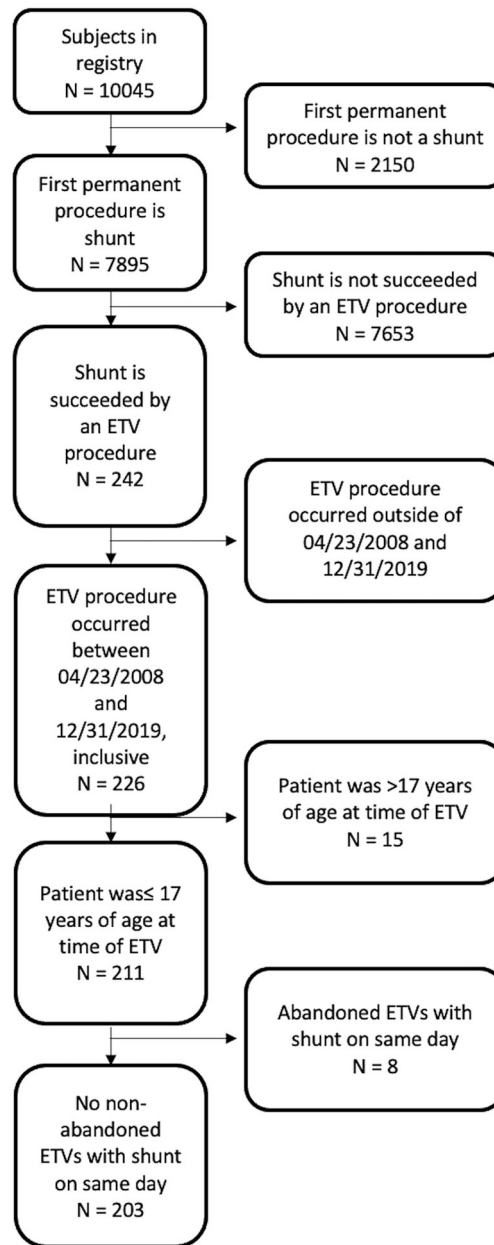 Subjects in
registry
N = 10045
First permanent
procedure is not a shunt
N = 2150
First permanent
procedure is
shunt
N = 7895
Shunt is not succeeded
by an ETV procedure
N = 7653
Shunt is
succeeded by
an ETV
procedure
N = 242
ETV procedure
occurred outside of
04/23/2008 and
12/31/2019
ETV procedure
occurred
between
04/23/2008
and
12/31/2019,
inclusive
N = 226
Patient was >17 years
of age at time of ETV
N = 15
Patient was≤ 17
years of age at
time of ETV
N = 211
Abandoned ETVs with
shunt on same day
N = 8
No non-
abandoned
ETVs with shunt
on same day
N = 203